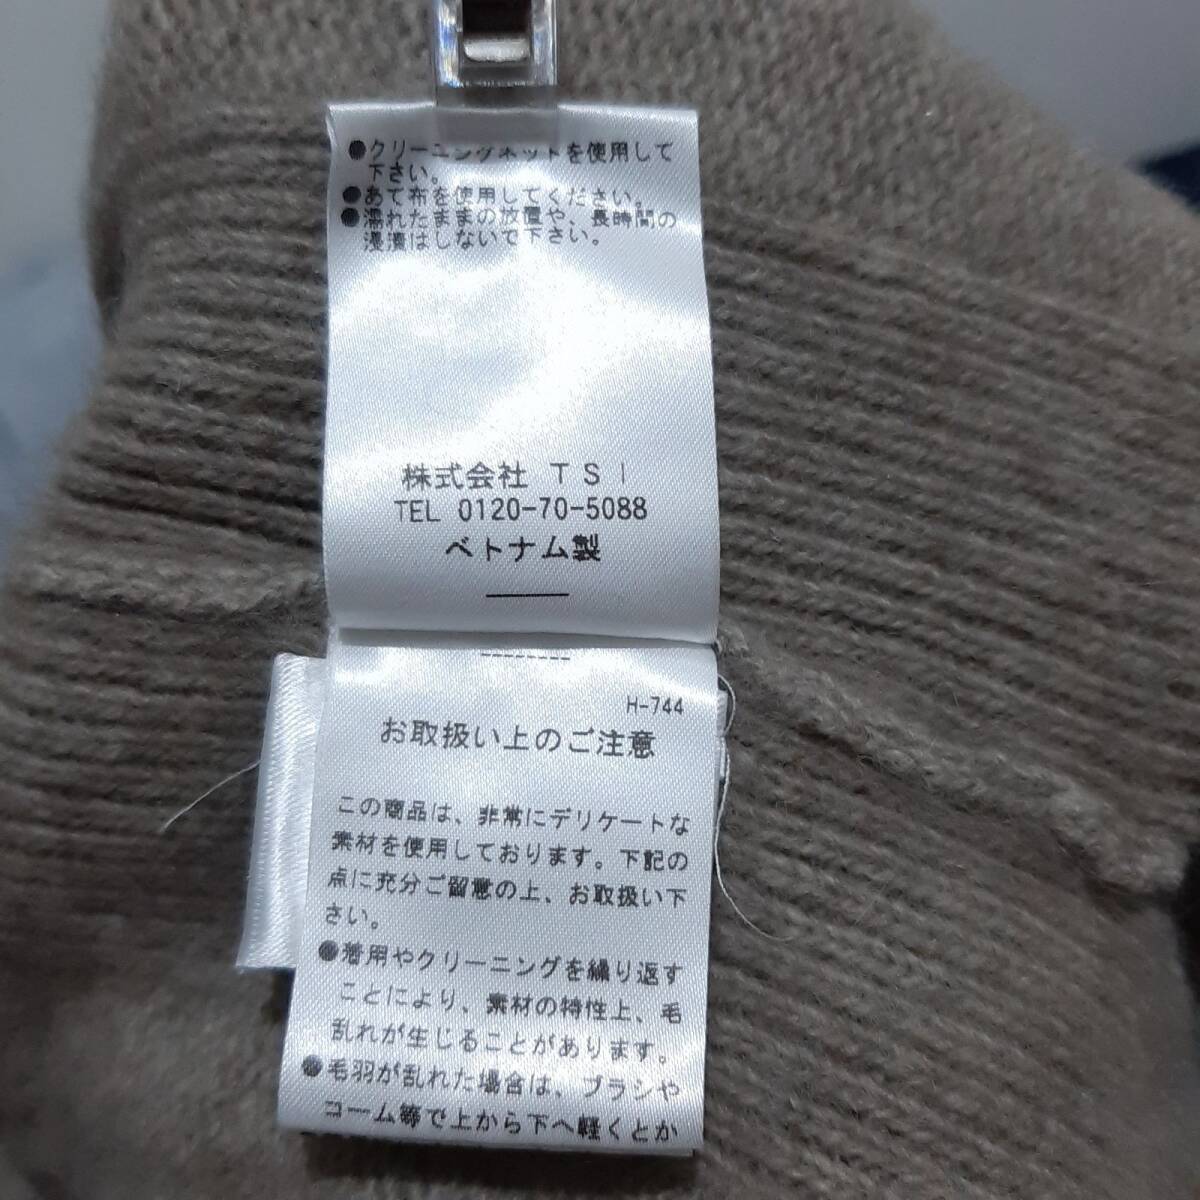 ●クリーニングネットを使用して
下さい。
●あて布を使用してください。
●濡れたままの放置や、長時間の
浸漬はしないで下さい。
株式会社 TSI
TEL 0120-70-5088
ベトナム製
H-744
お取扱い上のご注意
この商品は、非常にデリケートな
素材を使用しております。下記の
点に充分ご留意の上、お取扱い下
さい。
●着用やクリーニングを繰り返す
ことにより、素材の特性上、毛
乱れが生じることがあります。
●毛羽が乱れた場合は、ブラシや
コーム等で上から下へ軽くとか